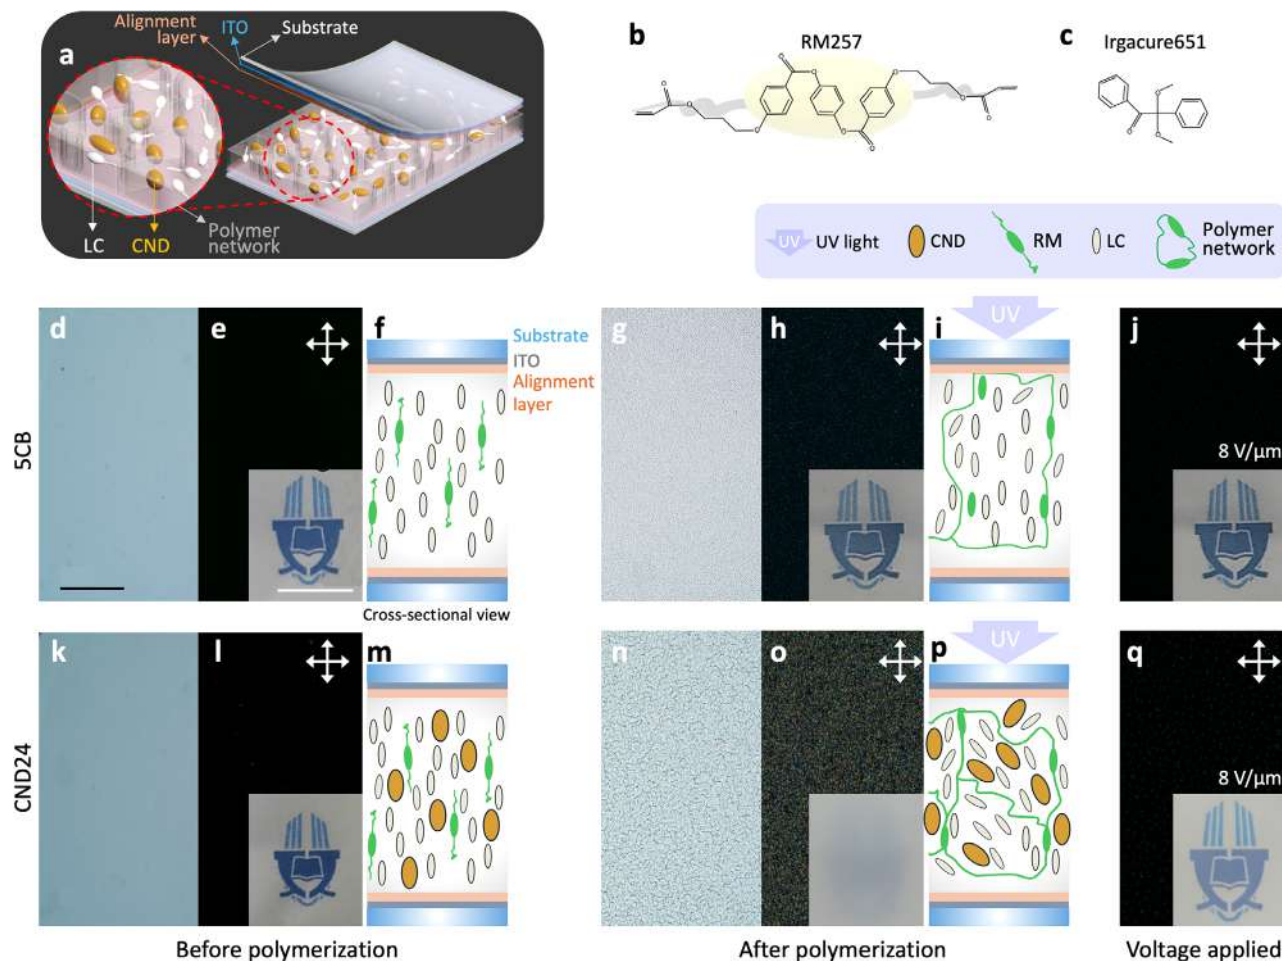 a
Alignment
layer
ITO
Substrate
LC
CND
Polymer
network
b
RM257
O
O
O
O
O
O
O
O
O
O
c
Irgacure651
O
O
O
UV
UV light
CND
RM
LC
Polymer
network
5CB
d
e
f
Substrate
ITO
Alignment
layer
Cross-sectional view
g
h
UV
i
j
8 V/μm
CND24
k
l
m
n
o
UV
p
q
8 V/μm
Before polymerization
After polymerization
Voltage applied